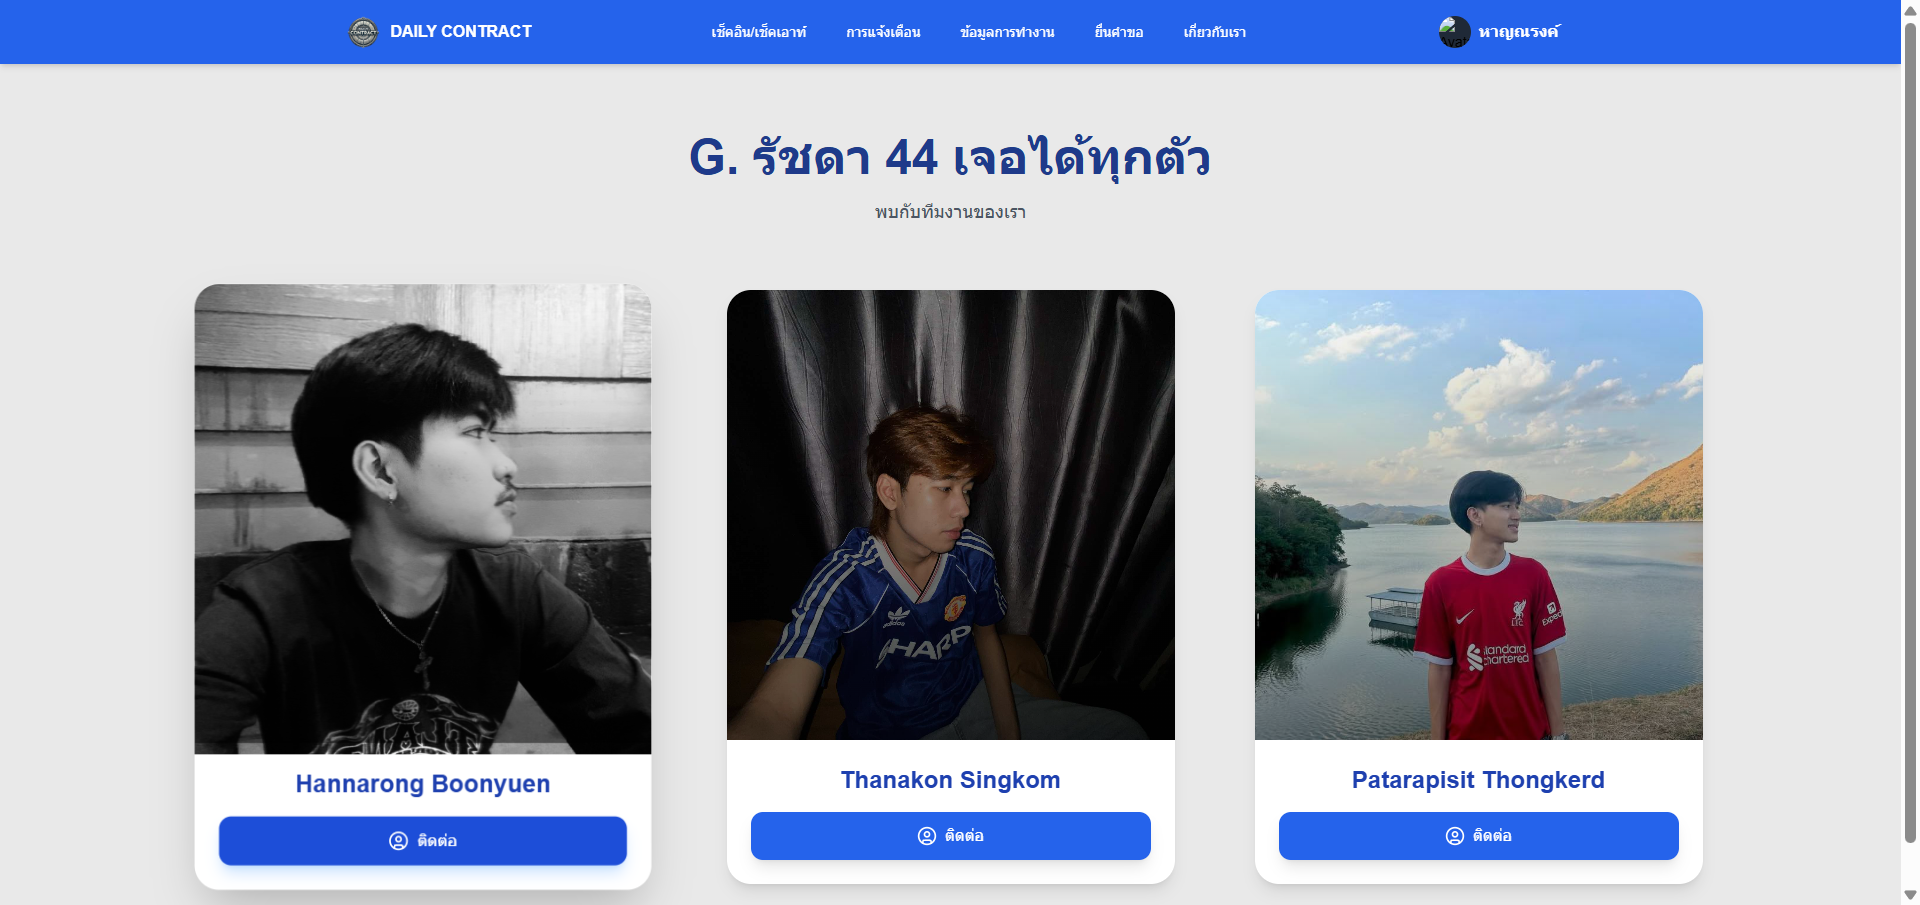 DAILY CONTRACT
เช็คอิน/เช็คเอาท์
การแจ้งเตือน
ข้อมูลการทำงาน
ยื่นคำขอ
เกี่ยวกับเรา
หาญณรงค์
G. รัชดา 44 เจอได้ทุกตัว
พบกับทีมงานของเรา
adidas
SHARP
LFC
Standard
Chartered
Hannarong Boonyuen
ติดต่อ
Thanakon Singkom
ติดต่อ
Patarapisit Thongkerd
ติดต่อ